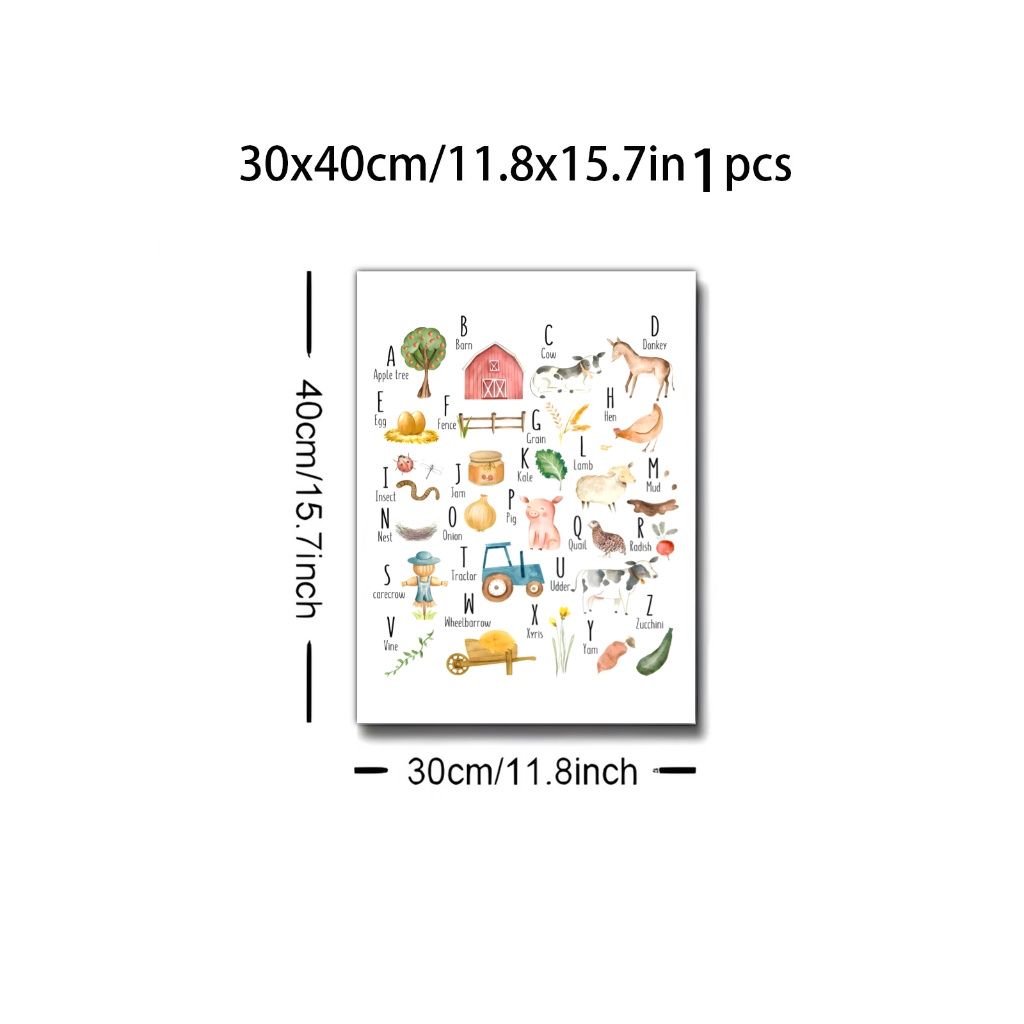 30x40cm/11.8x15.7in 1 pcs
40cm/15.7inch
A
Apple tree
B
Barn
C
Cow
D
Donkey
E
Egg
F
Fence
G
Grain
H
Hen
I
Insect
J
Jam
K
Kale
L
Lamb
M
Mud
N
Nest
O
Onion
P
Pig
Q
Quail
R
Radish
S
carecrow
T
Tractor
U
Udder
V
Vine
W
Wheelbarrow
X
Xyris
Y
Yam
Z
Zucchini
30cm/11.8inch